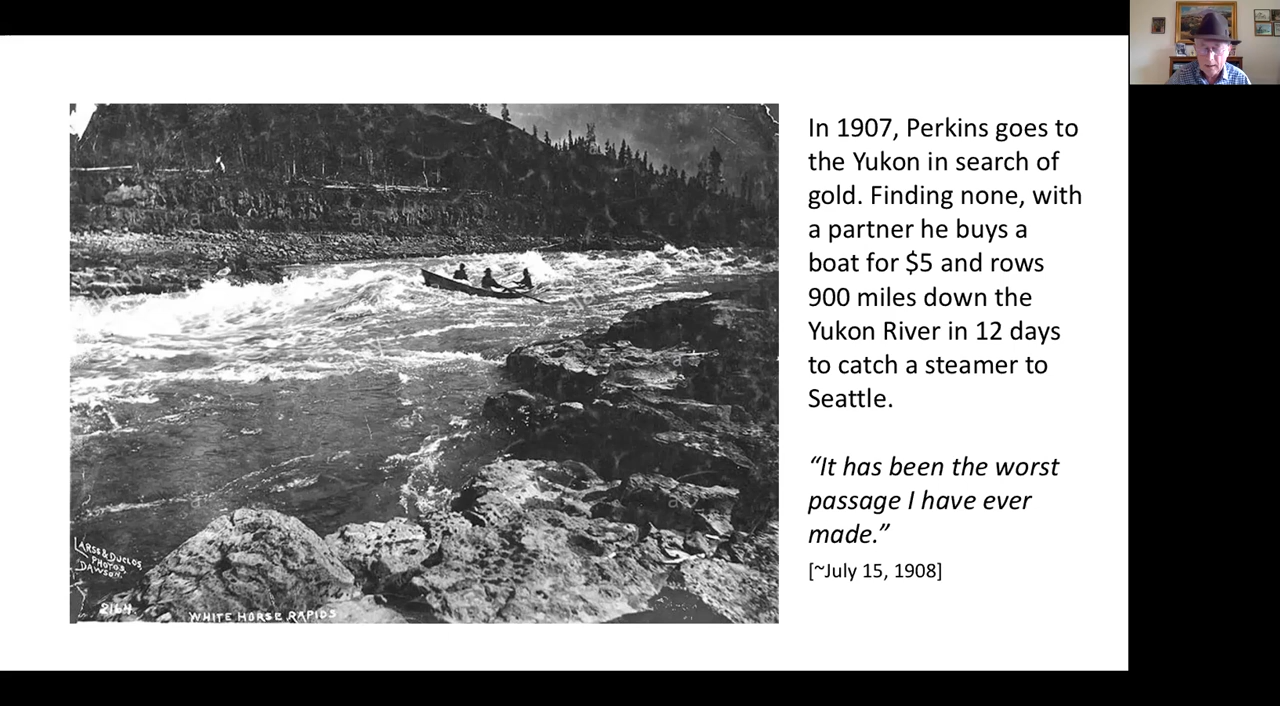 In 1907, Perkins goes to
the Yukon in search of
gold. Finding none, with
a partner he buys a
boat for $5 and rows
900 miles down the
Yukon River in 12 days
to catch a steamer to
Seattle.
“It has been the worst
passage I have ever
made.”
[~July 15, 1908]
LARSS & DUCLOS
PHOTOS
DAWSON.
2164
WHITE HORSE RAPIDS